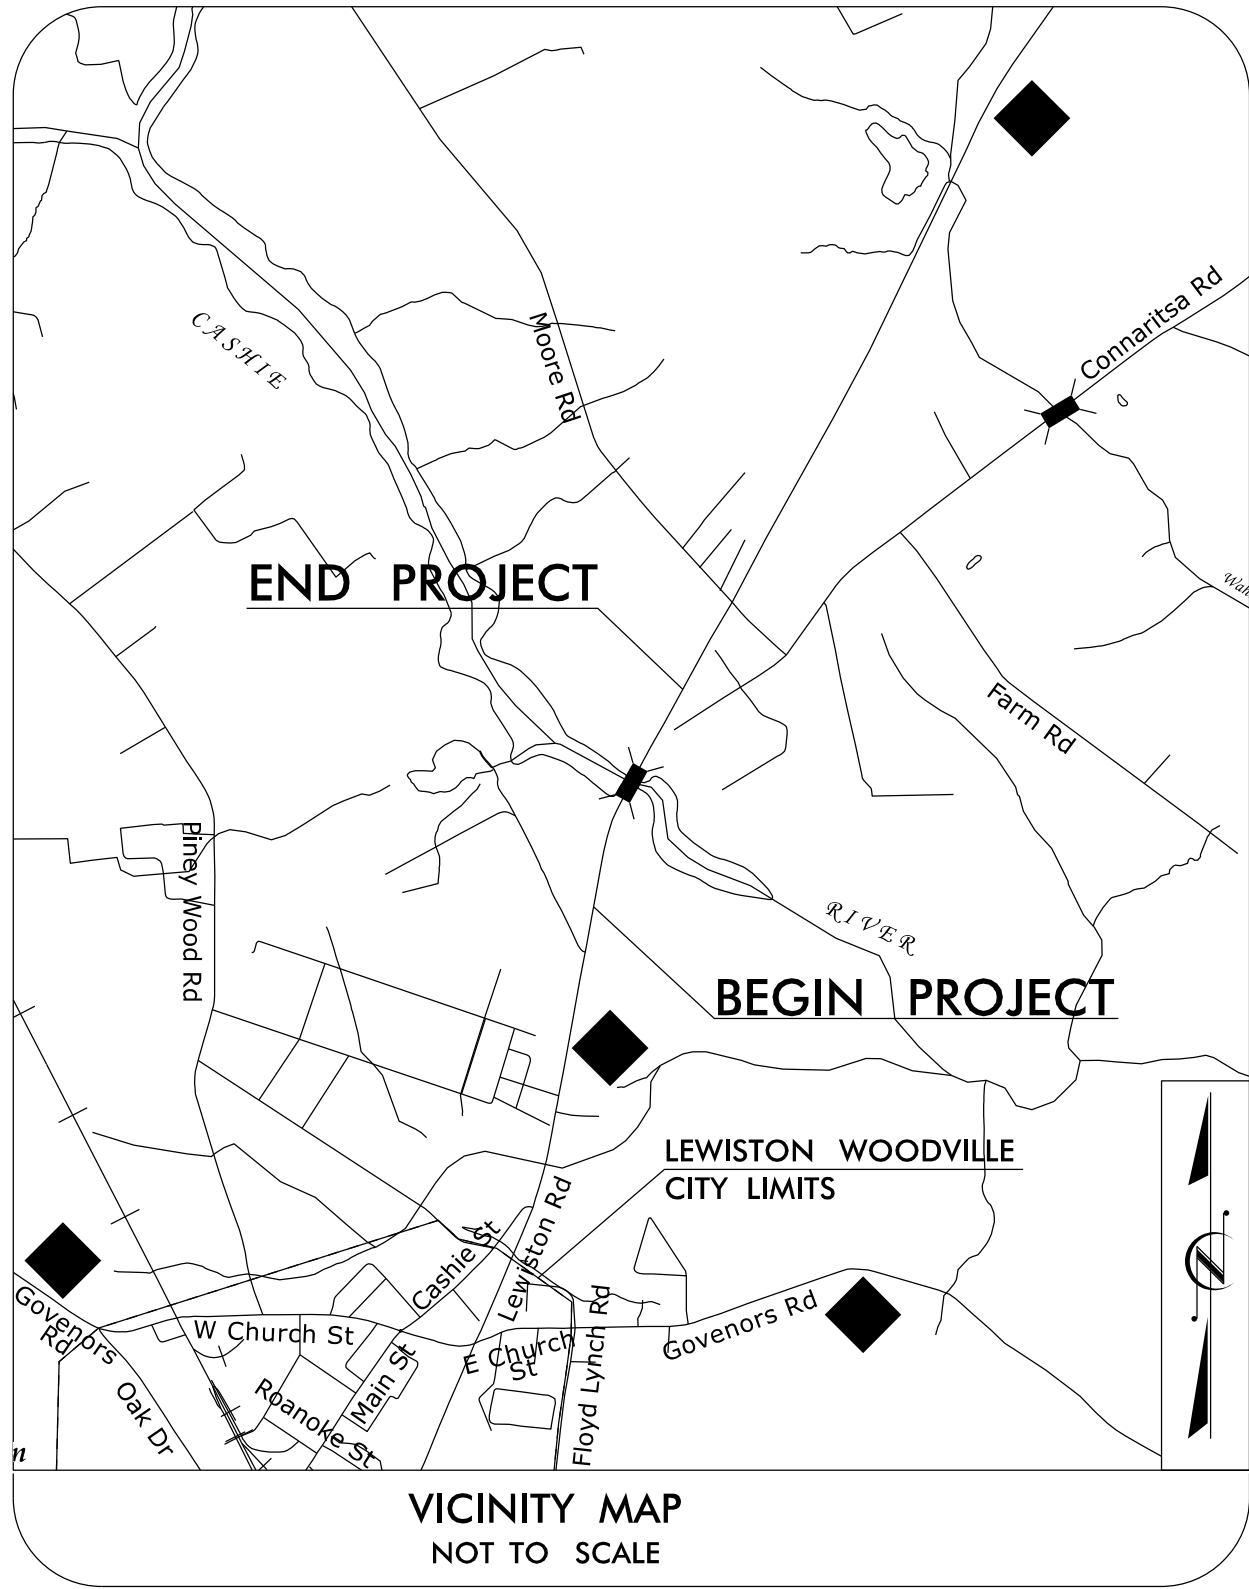 Connaritsa Rd
CASHIE
Moore Rd
END PROJECT
Farm Rd
Piney Wood Rd
RIVER
BEGIN PROJECT
LEWISTON WOODVILLE
CITY LIMITS
Lewiston Rd
Cashie St
Govenors
Rd
W Church St
E Church
St
Govenors Rd
Floyd Lynch Rd
Main St
Oak Dr
Roanoke St
n
N
VICINITY MAP
NOT TO SCALE